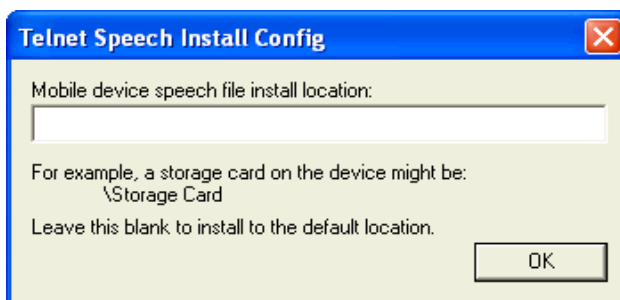 Telnet Speech Install Config
Mobile device speech file install location:
For example, a storage card on the device might be:
\Storage Card
Leave this blank to install to the default location.
OK